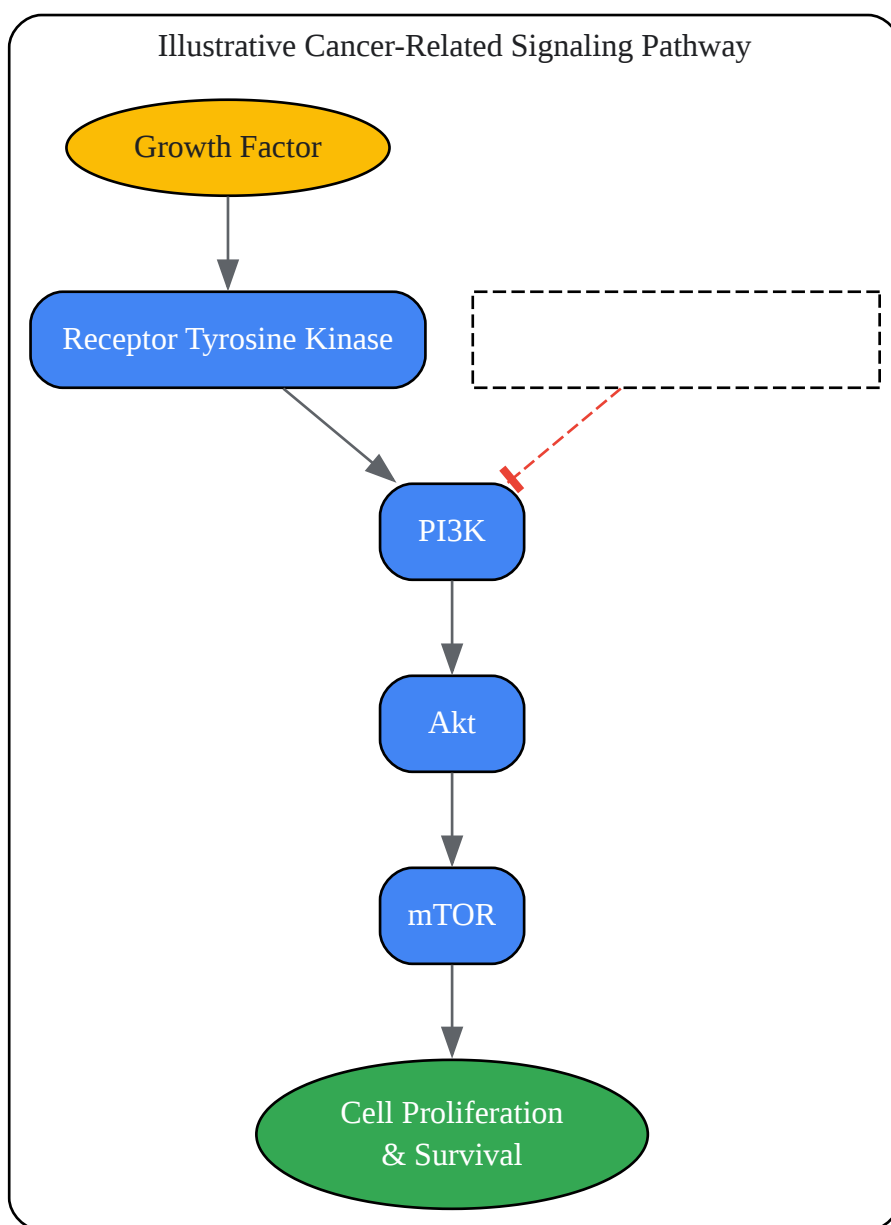 Illustrative Cancer-Related Signaling Pathway
Growth Factor
Receptor Tyrosine Kinase
PI3K
Akt
mTOR
Cell Proliferation
& Survival